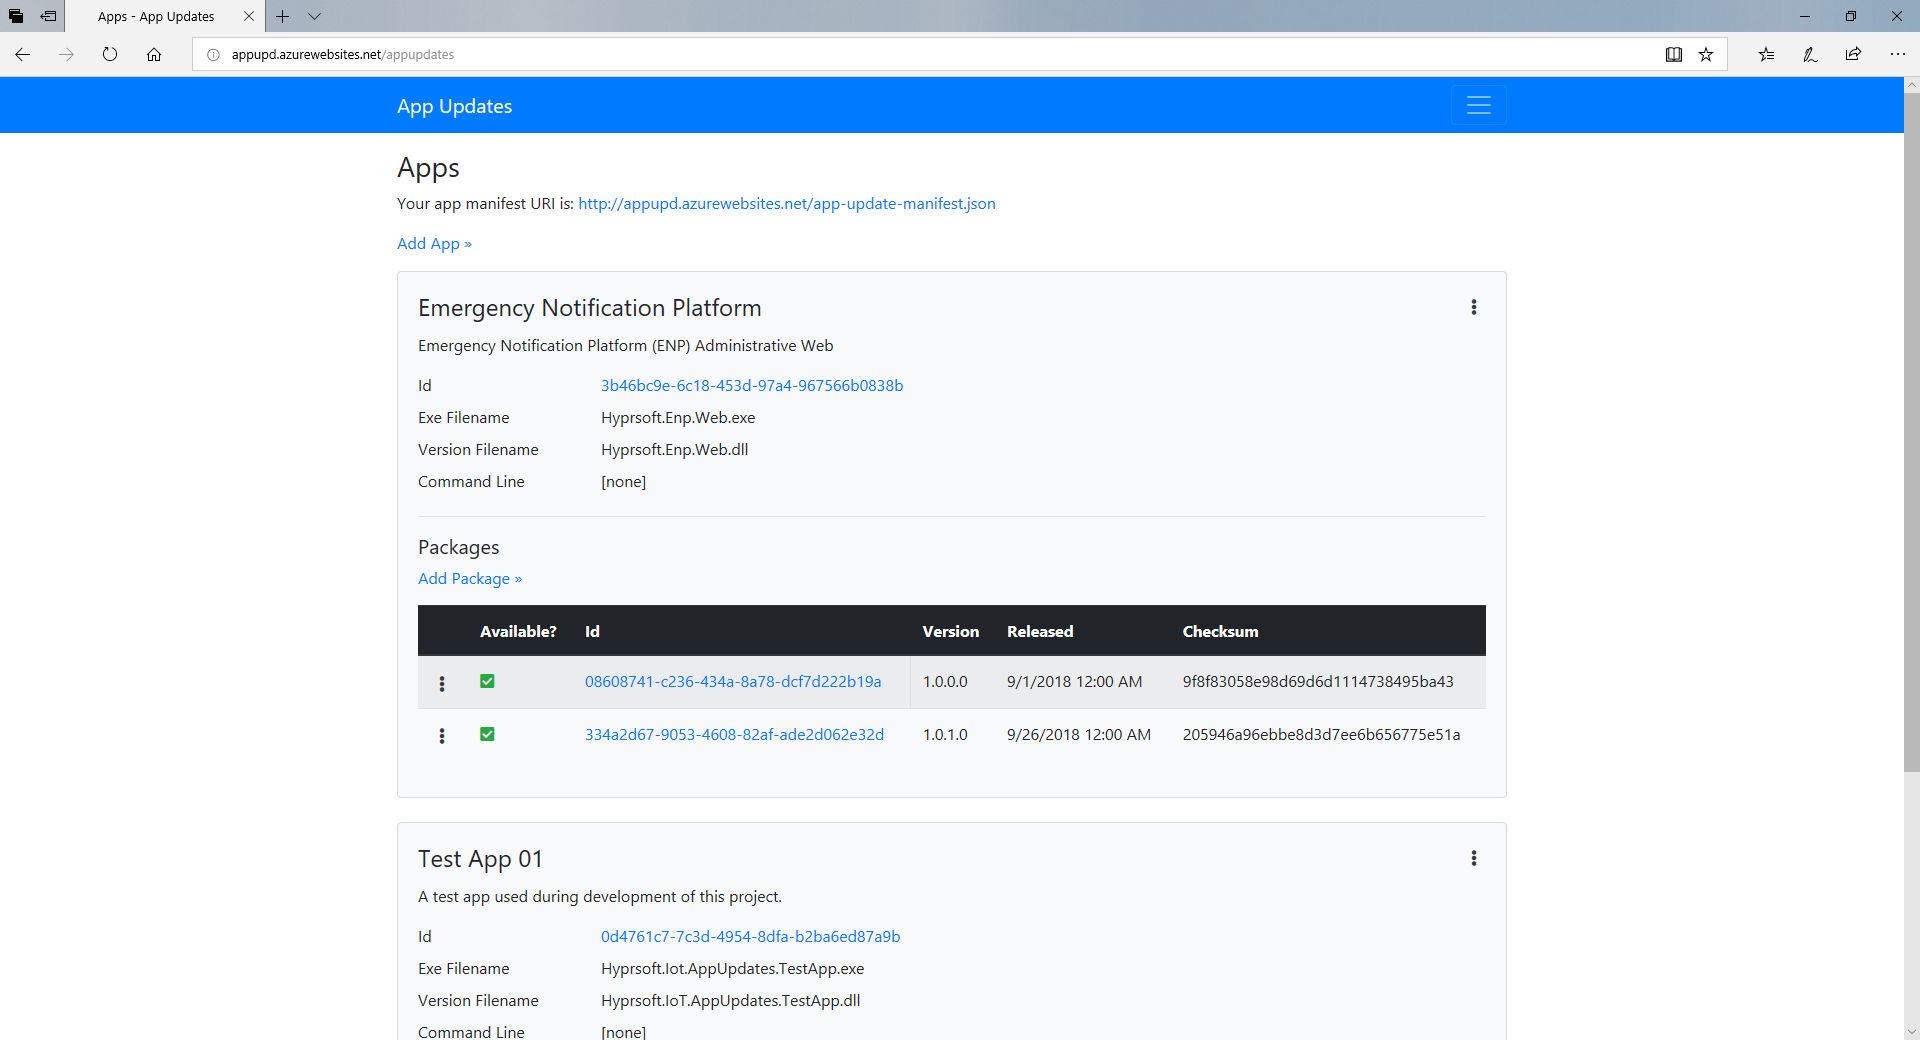 Apps - App Updates
appupd.azurewebsites.net/appupdates
App Updates
Apps
Your app manifest URI is: http://appupd.azurewebsites.net/app-update-manifest.json
Add App »
Emergency Notification Platform
Emergency Notification Platform (ENP) Administrative Web
Id 3b46bc9e-6c18-453d-97a4-967566b0838b
Exe Filename Hyprsoft.Enp.Web.exe
Version Filename Hyprsoft.Enp.Web.dll
Command Line [none]
Packages
Add Package »
Available? Id Version Released Checksum
08608741-c236-434a-8a78-dcf7d222b19a 1.0.0.0 9/1/2018 12:00 AM 9f8f83058e98d69d6d1114738495ba43
334a2d67-9053-4608-82af-ade2d062e32d 1.0.1.0 9/26/2018 12:00 AM 205946a96ebbe8d3d7ee6b656775e51a
Test App 01
A test app used during development of this project.
Id 0d4761c7-7c3d-4954-8dfa-b2ba6ed87a9b
Exe Filename Hyprsoft.Iot.AppUpdates.TestApp.exe
Version Filename Hyprsoft.IoT.AppUpdates.TestApp.dll
Command Line [none]